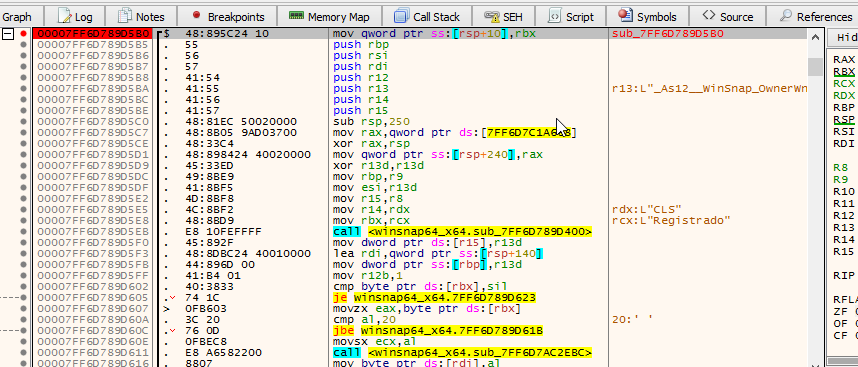 Graph Log Notes Breakpoints Memory Map Call Stack SEH Script Symbols Source References
Hid
00007FF6D789D5B0 $ 48:895C24 10 mov qword ptr ss:[rsp+10],rbx sub_7FF6D789D5B0
00007FF6D789D5B5 . 55 push rbp
00007FF6D789D5B6 . 56 push rsi
00007FF6D789D5B7 . 57 push rdi
00007FF6D789D5B8 . 41:54 push r12
00007FF6D789D5BA . 41:55 push r13 r13:L"_As12__WinSnap_OwnerWn
00007FF6D789D5BC . 41:56 push r14
00007FF6D789D5BE . 41:57 push r15
00007FF6D789D5C0 . 48:81EC 50020000 sub rsp,250
00007FF6D789D5C7 . 48:8B05 9AD03700 mov rax,qword ptr ds:[
00007FF6D789D5CE . 48:33C4 xor rax,rsp
00007FF6D789D5D1 . 48:898424 40020000 mov qword ptr ss:[rsp+240],rax
00007FF6D789D5D9 . 45:33ED xor r13d,r13d
00007FF6D789D5DC . 49:8BE9 mov rbp,r9
00007FF6D789D5DF . 41:8BF5 mov esi,r13d
00007FF6D789D5E2 . 4D:8BF8 mov r15,r8
00007FF6D789D5E5 . 4C:8BF2 mov r14,rdx rdx:L"CLS"
00007FF6D789D5E8 . 48:8BD9 mov rbx,rcx rcx:L"Registrado"
00007FF6D789D5EB . E8 10FEFFFF call <winsnap64_x64.sub_7FF6D789D400>
00007FF6D789D5F0 . 45:892F mov dword ptr ds:[r15],r13d
00007FF6D789D5F3 . 48:8DBC24 40010000 lea rdi,qword ptr ss:[rsp+140]
00007FF6D789D5FB . 44:896D 00 mov dword ptr ss:[rbp],r13d
00007FF6D789D5FF . 41:B4 01 mov r12b,1
00007FF6D789D602 . 40:3833 cmp byte ptr ds:[rbx],sil
00007FF6D789D605 . 74 1C je winsnap64_x64.7FF6D789D623
00007FF6D789D607 > 0FB603 movzx eax,byte ptr ds:[rbx]
00007FF6D789D60A . 3C 20 cmp al,20 20:' '
00007FF6D789D60C . 76 0D jbe winsnap64_x64.7FF6D789D61B
00007FF6D789D60E . 0FBEC8 movsx ecx,al
00007FF6D789D611 . E8 A6582200 call <winsnap64_x64.sub_7FF6D7AC2EBC>
00007FF6D789D616 . 8807 mov byte ptr ds:[rdi],al
RAX
RBX
RCX
RDX
RBP
RSP
RSI
RDI
R8
R9
R10
R11
R12
R13
R14
R15
RIP
RFLA
ZF 0
OF 0
CF 0